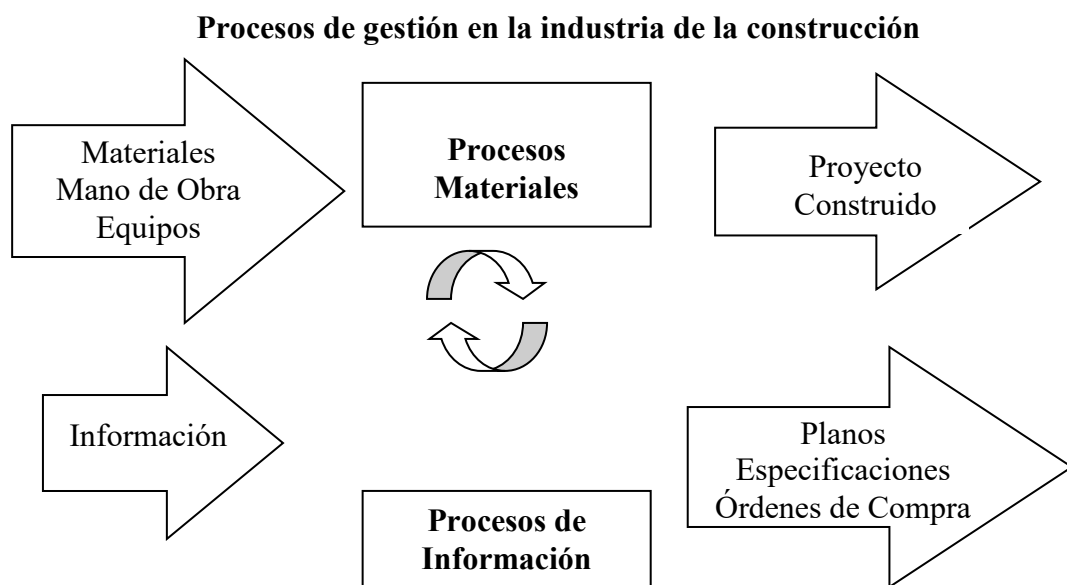 Procesos de gestión en la industria de la construcción
Materiales
Mano de Obra
Equipos
Procesos
Materiales
Proyecto
Construido
Información
Procesos de
Información
Planos
Especificaciones
Órdenes de Compra